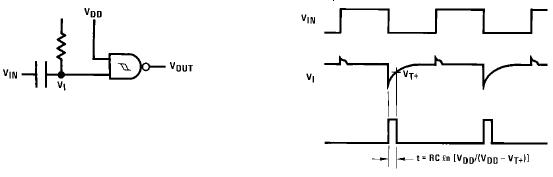 VDD
VIN
VI
VOUT
VIN
VI
VT+
t = RC ℓn [VDD/(VDD − VT+)]